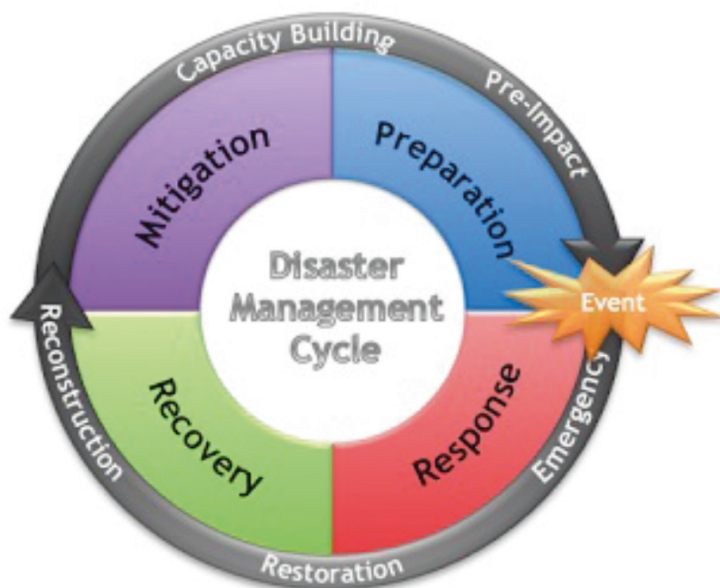 Capacity Building
Pre-Impact
Mitigation
Preparation
Disaster
Management
Cycle
Event
Reconstruction
Recovery
Response
Emergency
Restoration